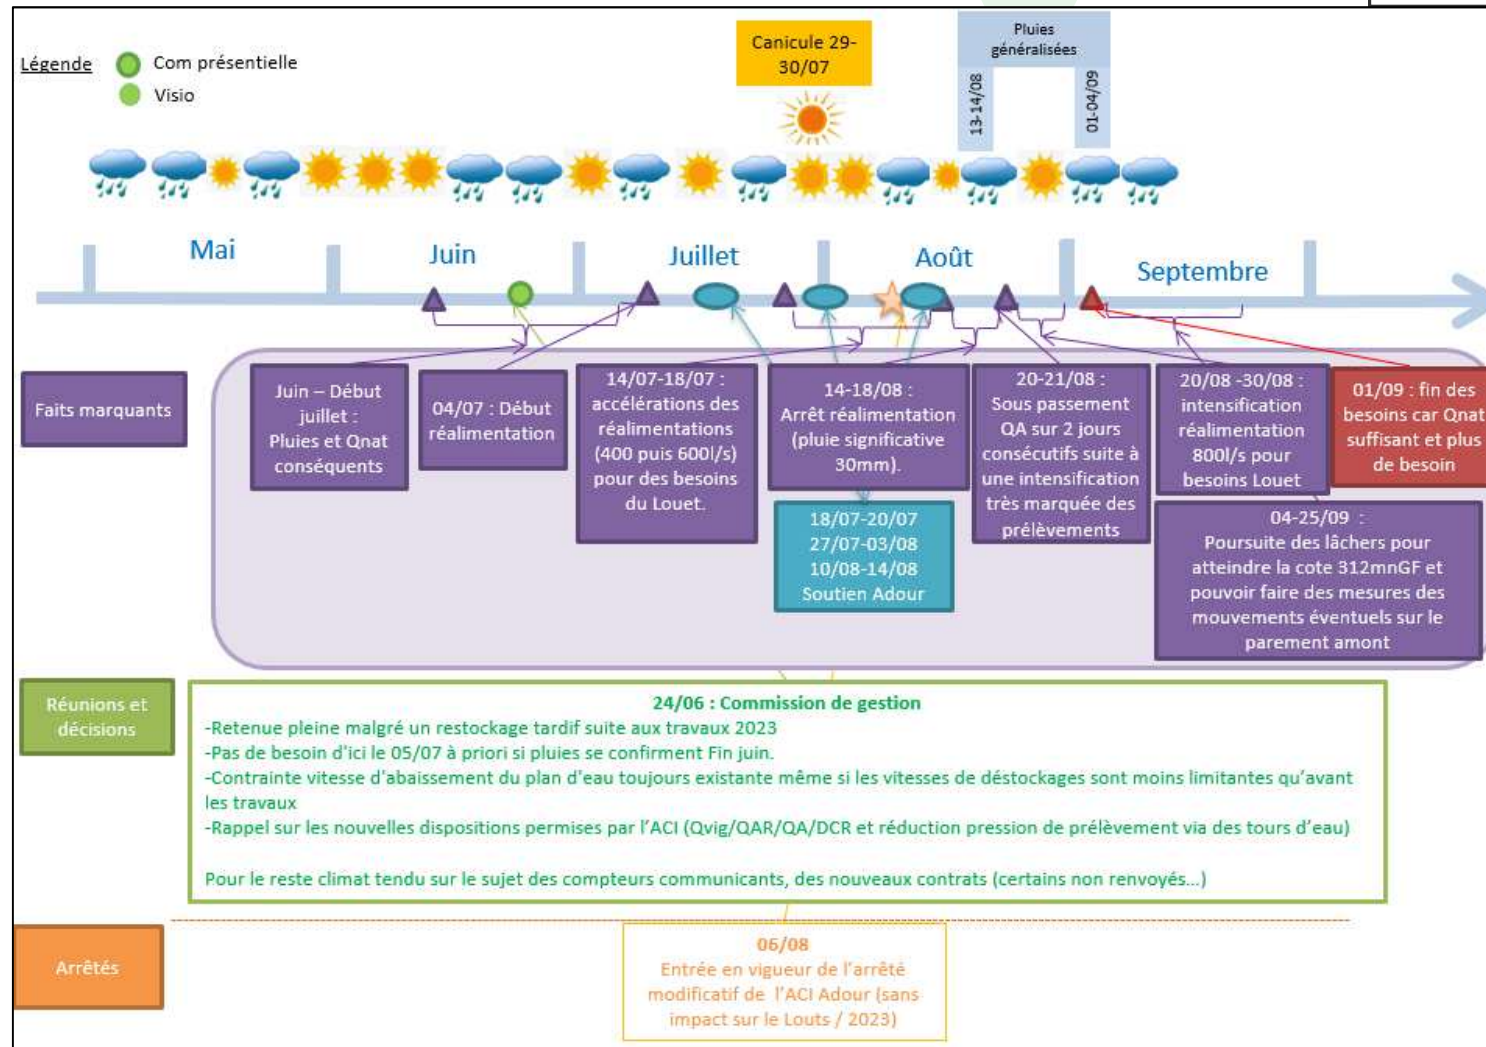 Légende
Com présentielle
Visio
Canicule 29-
30/07
Pluies
généralisées
13-14/08
01-04/09
Mai
Juin
Juillet
Août
Septembre
Faits marquants
Juin – Début
juillet :
Pluies et Qnat
conséquents
04/07 : Début
réalimentation
14/07-18/07 :
accélérations des
réalimentations
(400 puis 600l/s)
pour des besoins
du Louet.
14-18/08 :
Arrêt réalimentation
(pluie significative
30mm).
18/07-20/07
27/07-03/08
10/08-14/08
Soutien Adour
20-21/08 :
Sous passement
QA sur 2 jours
consécutifs suite à
une intensification
très marquée des
prélèvements
20/08 -30/08 :
intensification
réalimentation
800l/s pour
besoins Louet
01/09 : fin des
besoins car Qnat
suffisant et plus
de besoin
04-25/09 :
Poursuite des lâchers pour
atteindre la cote 312mnGF et
pouvoir faire des mesures des
mouvements éventuels sur le
parement amont
Réunions et
décisions
24/06 : Commission de gestion
-Retenue pleine malgré un restockage tardif suite aux travaux 2023
-Pas de besoin d'ici le 05/07 à priori si pluies se confirment Fin juin.
-Contrainte vitesse d'abaissement du plan d'eau toujours existante même si les vitesses de déstockages sont moins limitantes qu'avant
les travaux
-Rappel sur les nouvelles dispositions permises par l'ACI (Qvig/QAR/QA/DCR et réduction pression de prélèvement via des tours d'eau)
Pour le reste climat tendu sur le sujet des compteurs communicants, des nouveaux contrats (certains non renvoyés...)
Arrêtés
06/08
Entrée en vigueur de l'arrêté
modificatif de l'ACI Adour (sans
impact sur le Louts / 2023)